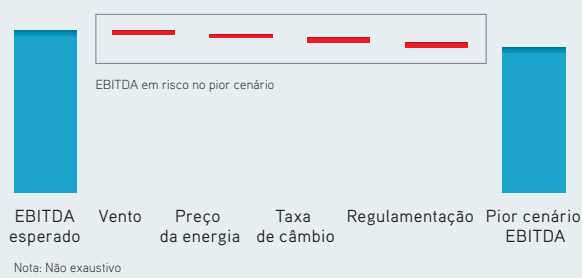 EBITDA em risco no pior cenário
EBITDA
esperado
Vento
Preço
da energia
Taxa
de câmbio
Regulamentação
Pior cenário
EBITDA
Nota: Não exaustivo